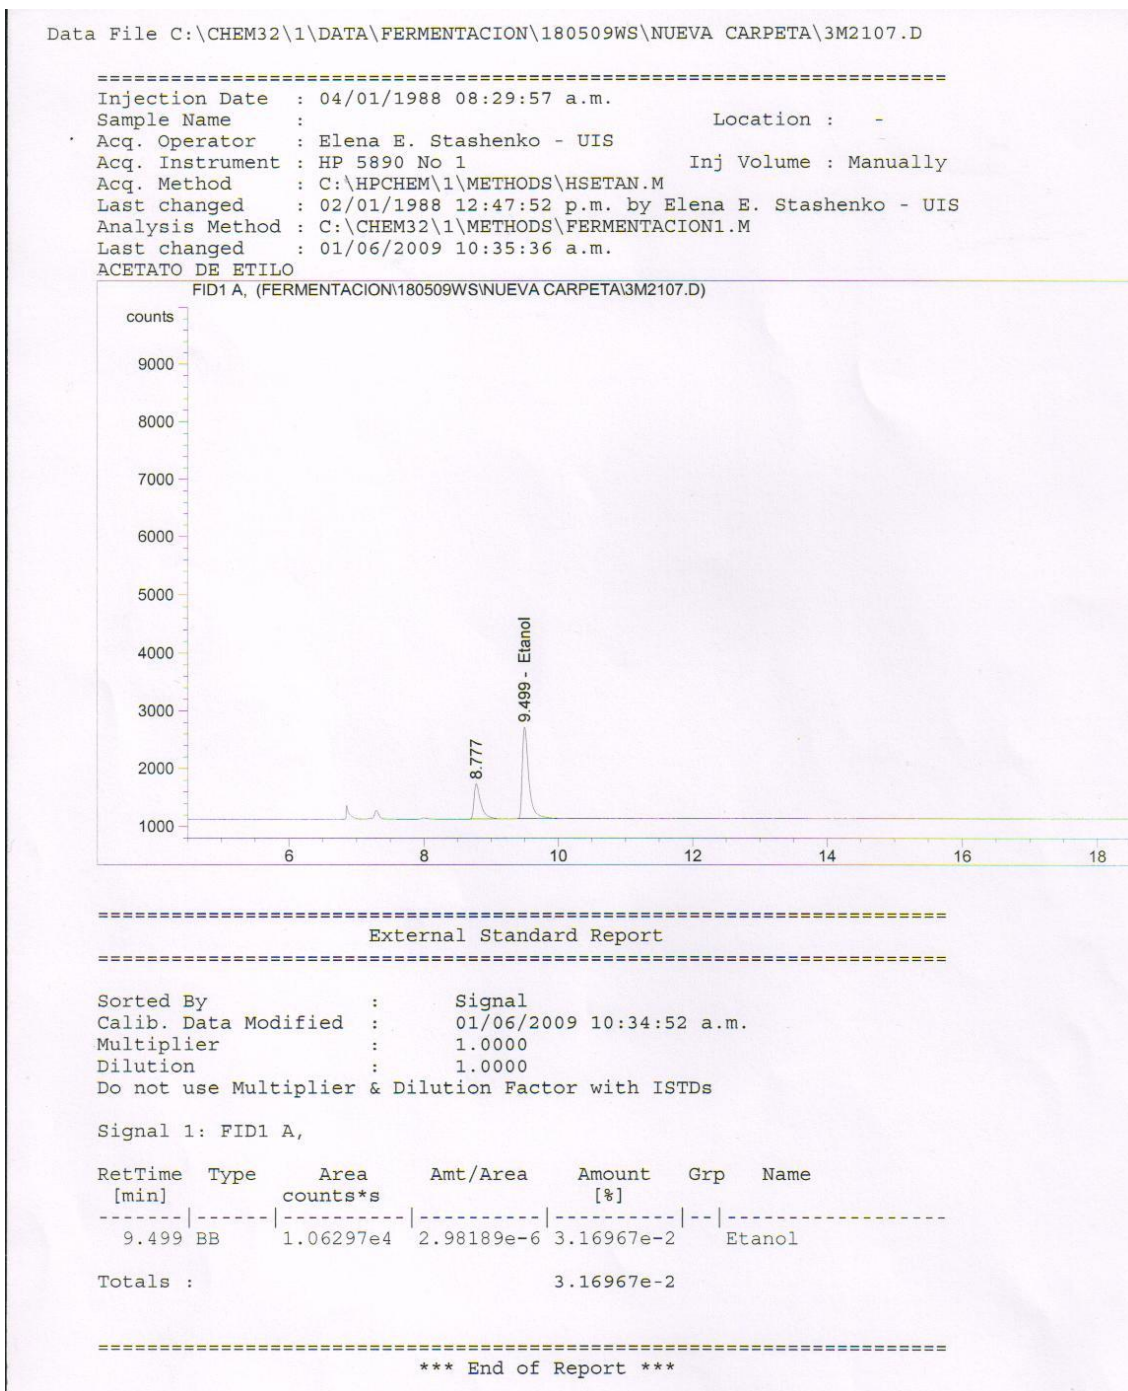 Data File C:\CHEM32\1\DATA\FERMENTACION\180509WS\NUEVA CARPETA\3M2107.D
=====================================================================
Injection Date : 04/01/1988 08:29:57 a.m.
Sample Name : Location : -
Acq. Operator : Elena E. Stashenko - UIS
Acq. Instrument : HP 5890 No 1 Inj Volume : Manually
Acq. Method : C:\HPCHEM\1\METHODS\HSETAN.M
Last changed : 02/01/1988 12:47:52 p.m. by Elena E. Stashenko - UIS
Analysis Method : C:\CHEM32\1\METHODS\FERMENTACION1.M
Last changed : 01/06/2009 10:35:36 a.m.
ACETATO DE ETILO
FID1 A, (FERMENTACION\180509WS\NUEVA CARPETA\3M2107.D)
counts
9000
8000
7000
6000
5000
4000
3000
2000
1000
8.777
9.499 - Etanol
6 8 10 12 14 16 18
=====================================================================
External Standard Report
=====================================================================
Sorted By : Signal
Calib. Data Modified : 01/06/2009 10:34:52 a.m.
Multiplier : 1.0000
Dilution : 1.0000
Do not use Multiplier & Dilution Factor with ISTDs
Signal 1: FID1 A,
RetTime Type Area Amt/Area Amount Grp Name
[min] counts*s [%]
-------|------|----------|----------|----------|--|------------------
9.499 BB 1.06297e4 2.98189e-6 3.16967e-2 Etanol
Totals : 3.16967e-2
=====================================================================
*** End of Report ***